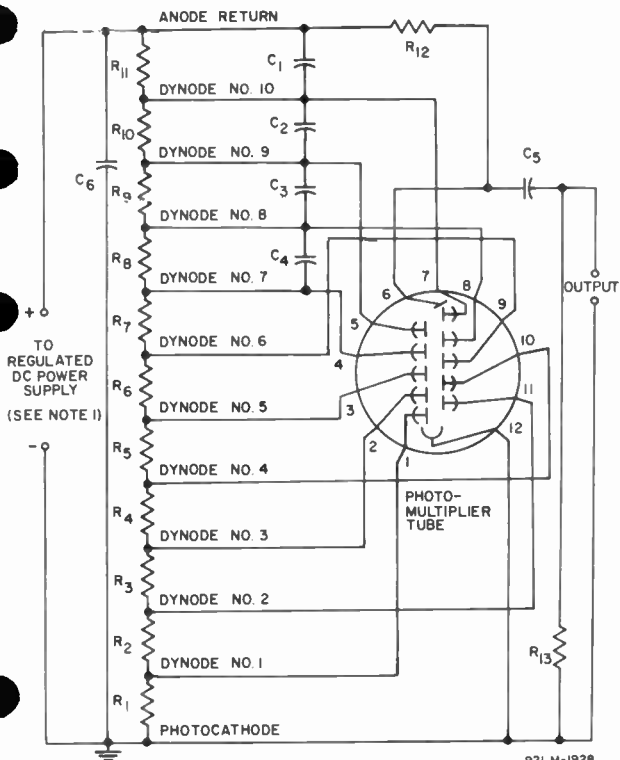 ANODE RETURN
R12
R11
C1
DYNODE NO. 10
R10
C2
C5
DYNODE NO. 9
C6
R9
C3
DYNODE NO. 8
R8
C4
DYNODE NO. 7
7
8
6
9
OUTPUT
+
R7
5
10
TO
REGULATED
DC POWER
SUPPLY
(SEE NOTE 1)
DYNODE NO. 6
4
R6
11
3
DYNODE NO. 5
12
-
R5
2
1
DYNODE NO. 4
PHOTO-
MULTIPLIER
TUBE
R4
DYNODE NO. 3
R3
DYNODE NO. 2
R2
R13
DYNODE NO. 1
R1
PHOTOCATHODE
92LM-1928